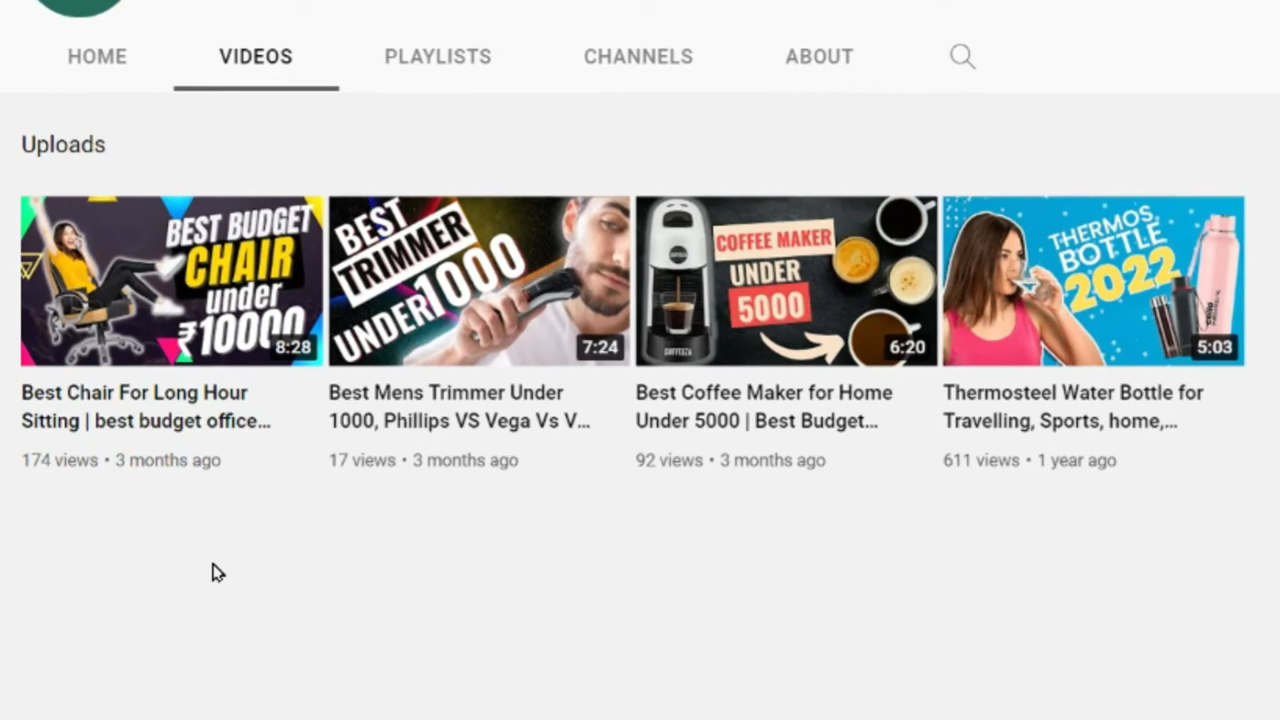 HOME VIDEOS PLAYLISTS CHANNELS ABOUT
Uploads
BEST BUDGET
CHAIR
under
₹10000
8:28
BEST
TRIMMER
UNDER 1000
7:24
COFFEE MAKER
UNDER
5000
COFFEEZA
6:20
THERMOS
BOTTLE
2022
5:03
Best Chair For Long Hour
Sitting | best budget office...
174 views • 3 months ago
Best Mens Trimmer Under
1000, Phillips VS Vega Vs V...
17 views • 3 months ago
Best Coffee Maker for Home
Under 5000 | Best Budget...
92 views • 3 months ago
Thermosteel Water Bottle for
Travelling, Sports, home,...
611 views • 1 year ago